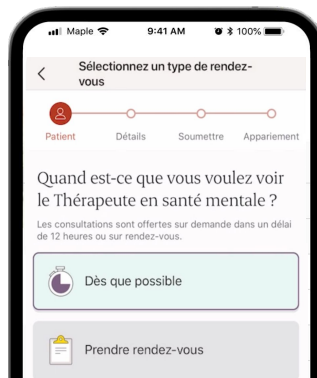 Maple 9:41 AM 100%
Sélectionnez un type de rendez-
vous
Patient Détails Soumettre Appariement
Quand est-ce que vous voulez voir
le Thérapeute en santé mentale ?
Les consultations sont offertes sur demande dans un délai
de 12 heures ou sur rendez-vous.
Dès que possible
Prendre rendez-vous